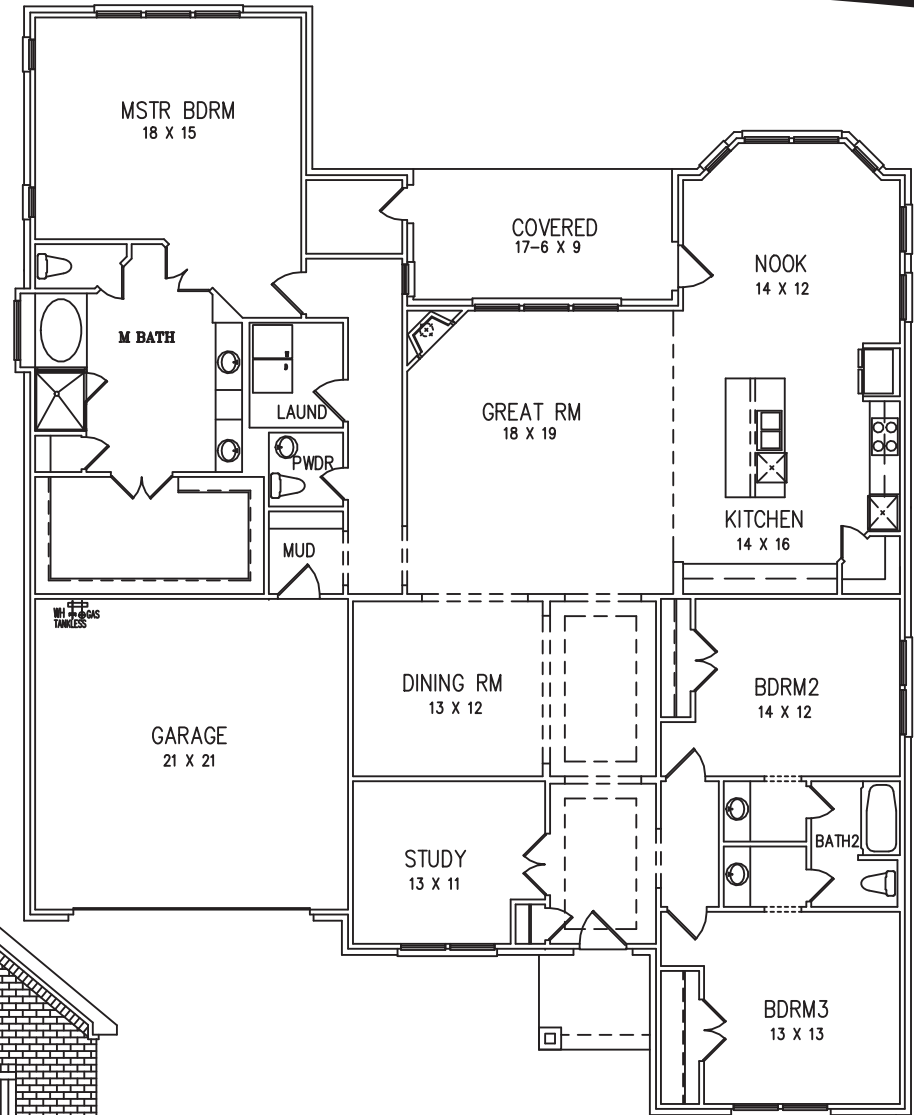 MSTR BDRM
18 X 15
COVERED
17-6 X 9
NOOK
14 X 12
M BATH
LAUND
GREAT RM
18 X 19
PWDR
KITCHEN
14 X 16
MUD
WH GAS
TANKLESS
DINING RM
13 X 12
BDRM2
14 X 12
GARAGE
21 X 21
BATH2
STUDY
13 X 11
BDRM3
13 X 13